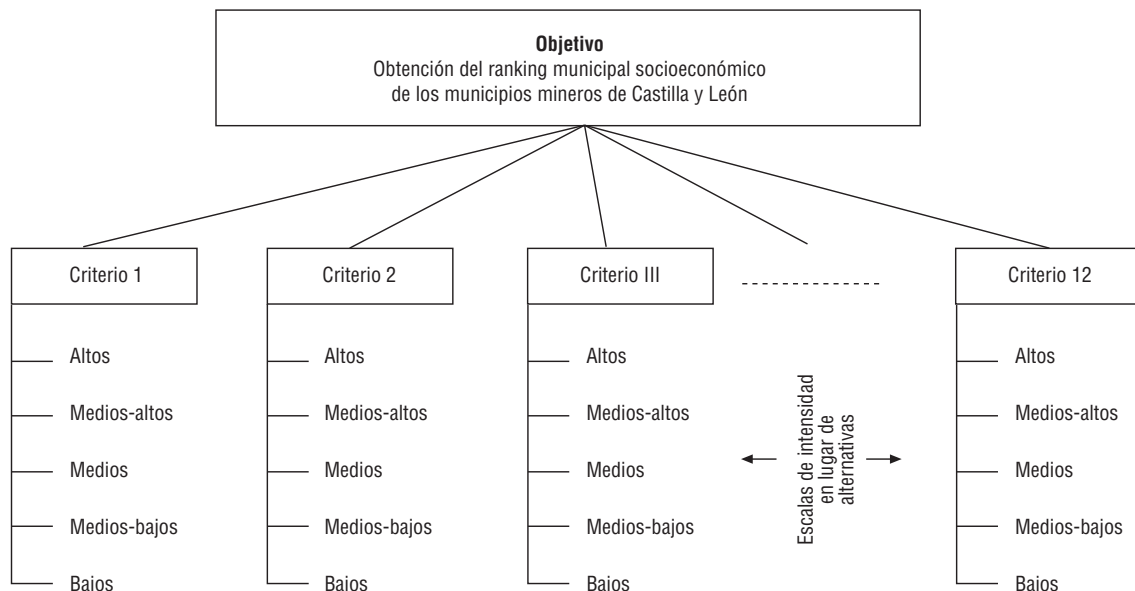 Objetivo
Obtención del ranking municipal socioeconómico
de los municipios mineros de Castilla y León
Criterio 1
Altos
Medios-altos
Medios
Medios-bajos
Bajos
Criterio 2
Altos
Medios-altos
Medios
Medios-bajos
Bajos
Criterio III
Altos
Medios-altos
Medios
Medios-bajos
Bajos
Escalas de intensidad
en lugar de
alternativas
Criterio 12
Altos
Medios-altos
Medios
Medios-bajos
Bajos